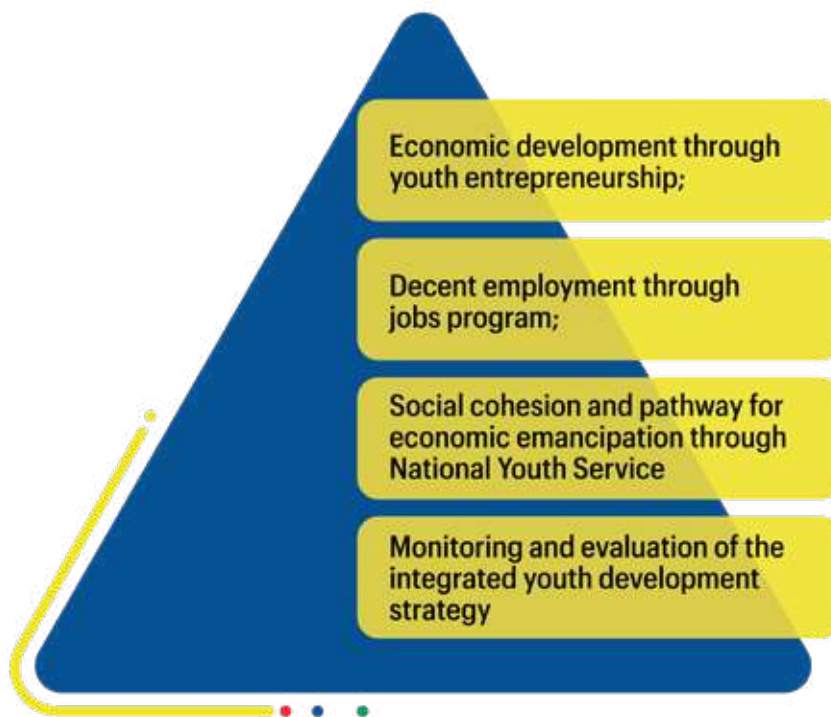 Economic development through
youth entrepreneurship;
Decent employment through
jobs program;
Social cohesion and pathway for
economic emancipation through
National Youth Service
Monitoring and evaluation of the
integrated youth development
strategy